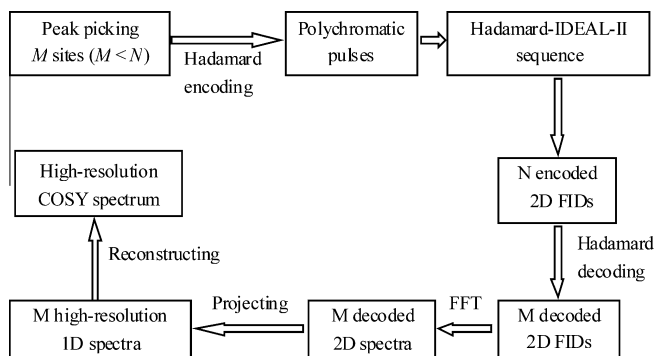 Peak picking
M sites (M < N)
Hadamard
encoding
Polychromatic
pulses
Hadamard-IDEAL-II
sequence
N encoded
2D FIDs
Hadamard
decoding
M decoded
2D FIDs
FFT
M decoded
2D spectra
Projecting
M high-resolution
1D spectra
Reconstructing
High-resolution
COSY spectrum